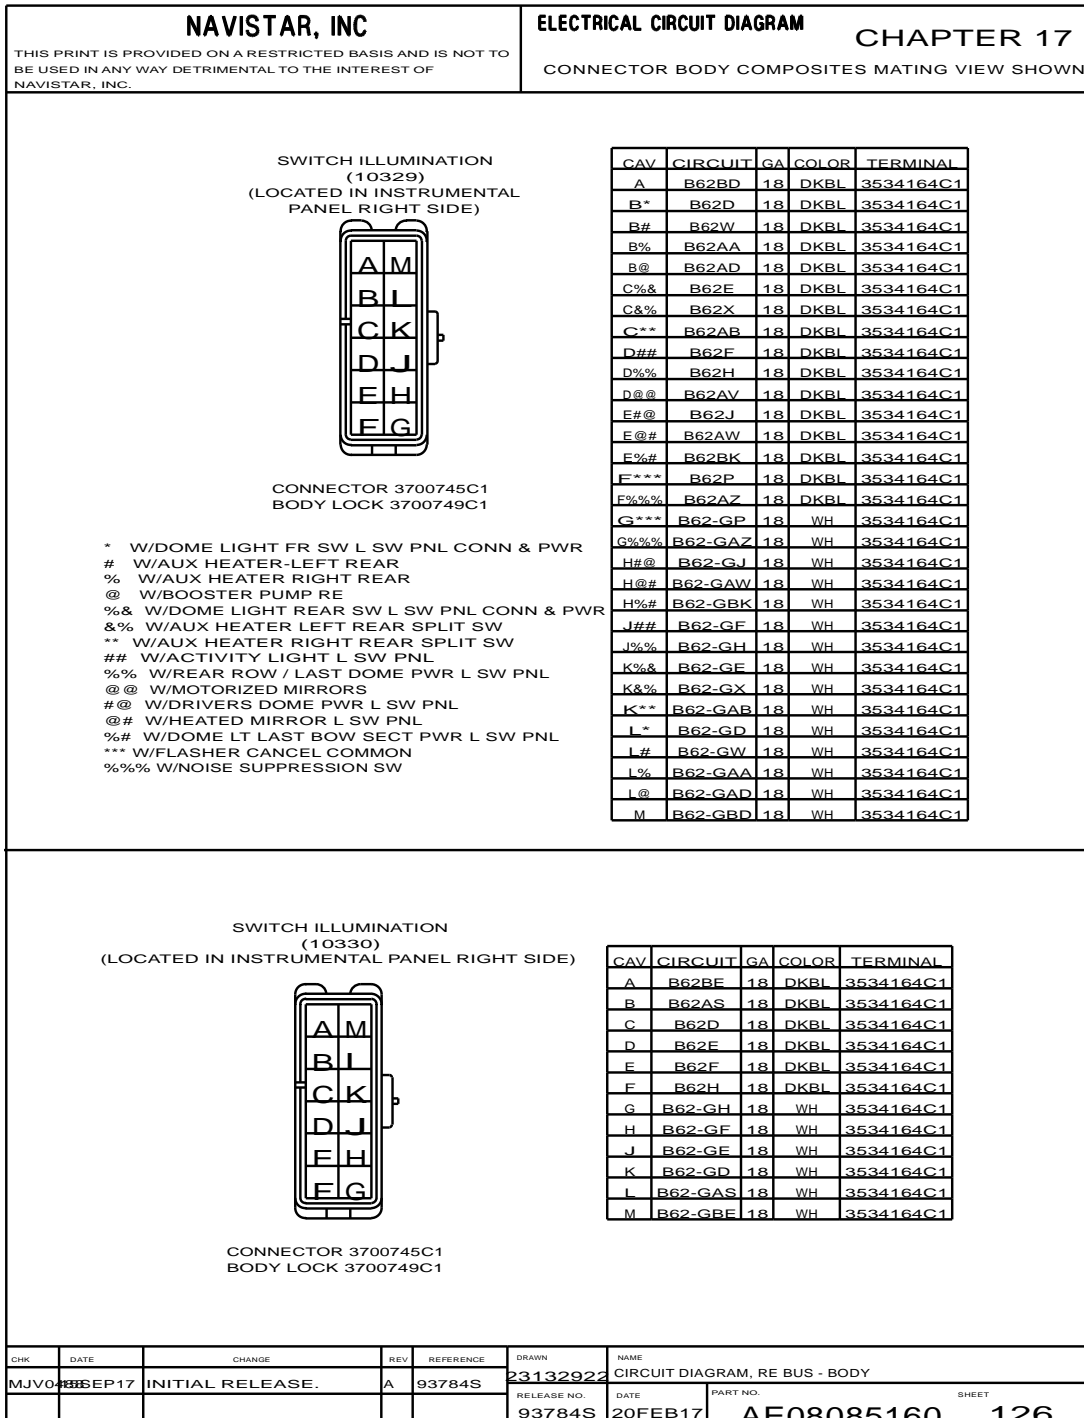 NAVISTAR, INC
THIS PRINT IS PROVIDED ON A RESTRICTED BASIS AND IS NOT TO
BE USED IN ANY WAY DETRIMENTAL TO THE INTEREST OF
NAVISTAR, INC.
ELECTRICAL CIRCUIT DIAGRAM
CHAPTER 17
CONNECTOR BODY COMPOSITES MATING VIEW SHOWN
SWITCH ILLUMINATION
(10329)
(LOCATED IN INSTRUMENTAL
PANEL RIGHT SIDE)
A M
B L
C K
D J
E H
F G
CONNECTOR 3700745C1
BODY LOCK 3700749C1
* W/DOME LIGHT FR SW L SW PNL CONN & PWR
# W/AUX HEATER-LEFT REAR
% W/AUX HEATER RIGHT REAR
@ W/BOOSTER PUMP RE
%& W/DOME LIGHT REAR SW L SW PNL CONN & PWR
&% W/AUX HEATER LEFT REAR SPLIT SW
** W/AUX HEATER RIGHT REAR SPLIT SW
## W/ACTIVITY LIGHT L SW PNL
%% W/REAR ROW / LAST DOME PWR L SW PNL
@@ W/MOTORIZED MIRRORS
#@ W/DRIVERS DOME PWR L SW PNL
@# W/HEATED MIRROR L SW PNL
%# W/DOME LT LAST BOW SECT PWR L SW PNL
*** W/FLASHER CANCEL COMMON
%%% W/NOISE SUPPRESSION SW
CAV CIRCUIT GA COLOR TERMINAL
A B62BD 18 DKBL 3534164C1
B* B62D 18 DKBL 3534164C1
B# B62W 18 DKBL 3534164C1
B% B62AA 18 DKBL 3534164C1
B@ B62AD 18 DKBL 3534164C1
C%& B62E 18 DKBL 3534164C1
C&% B62X 18 DKBL 3534164C1
C** B62AB 18 DKBL 3534164C1
D## B62F 18 DKBL 3534164C1
D%% B62H 18 DKBL 3534164C1
D@@ B62AV 18 DKBL 3534164C1
E#@ B62J 18 DKBL 3534164C1
E@# B62AW 18 DKBL 3534164C1
E%# B62BK 18 DKBL 3534164C1
F*** B62P 18 DKBL 3534164C1
F%%% B62AZ 18 DKBL 3534164C1
G*** B62-GP 18 WH 3534164C1
G%%% B62-GAZ 18 WH 3534164C1
H#@ B62-GJ 18 WH 3534164C1
H@# B62-GAW 18 WH 3534164C1
H%# B62-GBK 18 WH 3534164C1
J## B62-GF 18 WH 3534164C1
J%% B62-GH 18 WH 3534164C1
K%& B62-GE 18 WH 3534164C1
K&% B62-GX 18 WH 3534164C1
K** B62-GAB 18 WH 3534164C1
L* B62-GD 18 WH 3534164C1
L# B62-GW 18 WH 3534164C1
L% B62-GAA 18 WH 3534164C1
L@ B62-GAD 18 WH 3534164C1
M B62-GBD 18 WH 3534164C1
SWITCH ILLUMINATION
(10330)
(LOCATED IN INSTRUMENTAL PANEL RIGHT SIDE)
A M
B L
C K
D J
E H
F G
CONNECTOR 3700745C1
BODY LOCK 3700749C1
CAV CIRCUIT GA COLOR TERMINAL
A B62BE 18 DKBL 3534164C1
B B62AS 18 DKBL 3534164C1
C B62D 18 DKBL 3534164C1
D B62E 18 DKBL 3534164C1
E B62F 18 DKBL 3534164C1
F B62H 18 DKBL 3534164C1
G B62-GH 18 WH 3534164C1
H B62-GF 18 WH 3534164C1
J B62-GE 18 WH 3534164C1
K B62-GD 18 WH 3534164C1
L B62-GAS 18 WH 3534164C1
M B62-GBE 18 WH 3534164C1
CHK DATE CHANGE REV REFERENCE
INITIAL RELEASE. A 93784S
DRAWN
23132922
NAME
CIRCUIT DIAGRAM, RE BUS - BODY
RELEASE NO.
93784S
DATE
20FEB17
PART NO.
AE08085160
SHEET
126